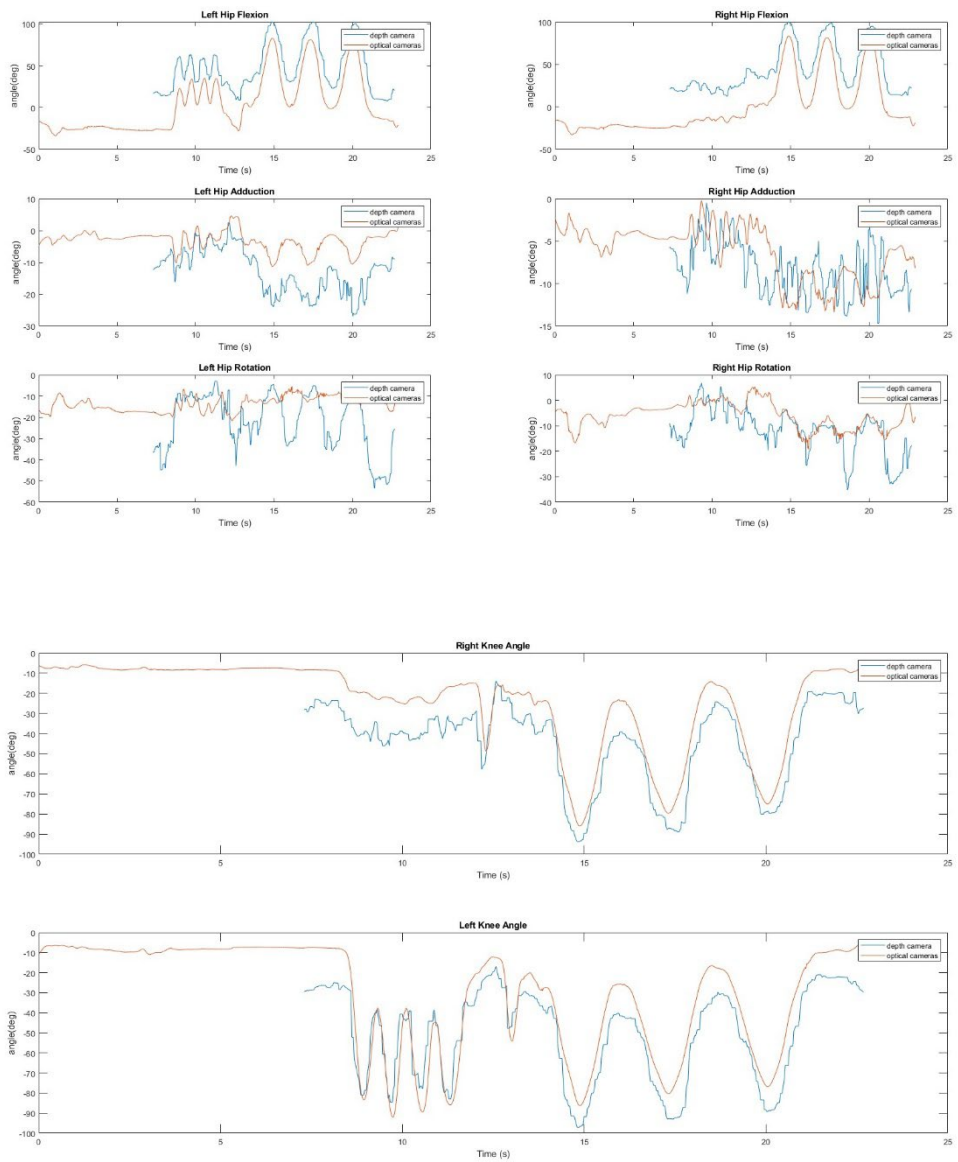 Left Hip Flexion
100
50
0
-50
angle(deg)
depth camera
optical cameras
0 5 10 15 20 25
Time (s)
Right Hip Flexion
100
50
0
-50
angle(deg)
depth camera
optical cameras
0 5 10 15 20 25
Time (s)
Left Hip Adduction
10
0
-10
-20
-30
angle(deg)
depth camera
optical cameras
0 5 10 15 20 25
Time (s)
Right Hip Adduction
0
-5
-10
-15
angle(deg)
depth camera
optical cameras
0 5 10 15 20 25
Time (s)
Left Hip Rotation
0
-10
-20
-30
-40
-50
-60
angle(deg)
depth camera
optical cameras
0 5 10 15 20 25
Time (s)
Right Hip Rotation
10
0
-10
-20
-30
-40
angle(deg)
depth camera
optical cameras
0 5 10 15 20 25
Time (s)
Right Knee Angle
0
-10
-20
-30
-40
-50
-60
-70
-80
-90
-100
angle(deg)
depth camera
optical cameras
0 5 10 15 20 25
Time (s)
Left Knee Angle
0
-10
-20
-30
-40
-50
-60
-70
-80
-90
-100
angle(deg)
depth camera
optical cameras
0 5 10 15 20 25
Time (s)